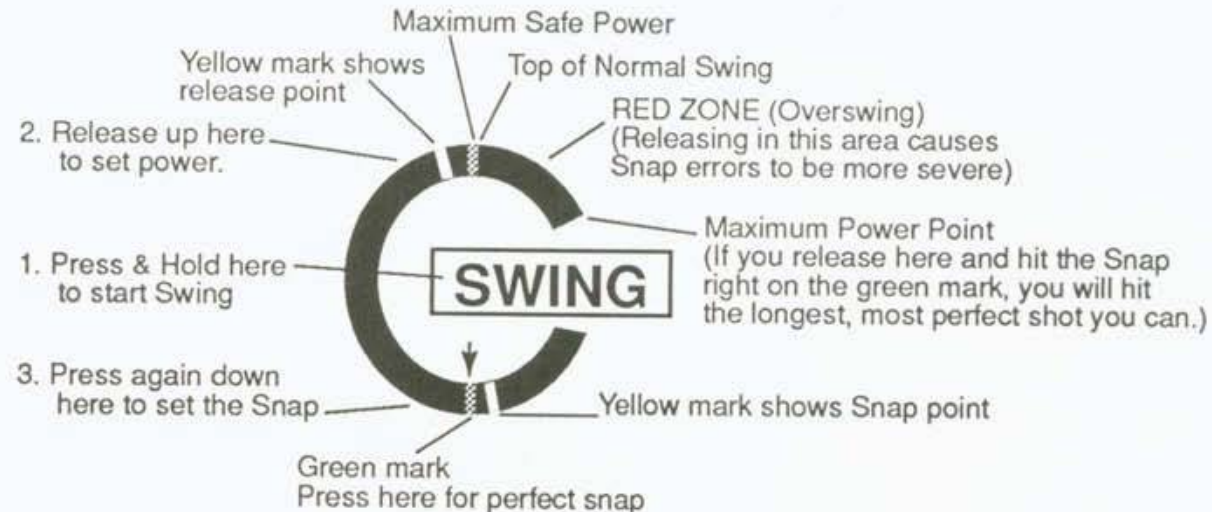 Maximum Safe Power
Yellow mark shows
release point
Top of Normal Swing
2. Release up here
to set power.
RED ZONE (Overswing)
(Releasing in this area causes
Snap errors to be more severe)
1. Press & Hold here
to start Swing
SWING
Maximum Power Point
(If you release here and hit the Snap
right on the green mark, you will hit
the longest, most perfect shot you can.)
3. Press again down
here to set the Snap
Yellow mark shows Snap point
Green mark
Press here for perfect snap